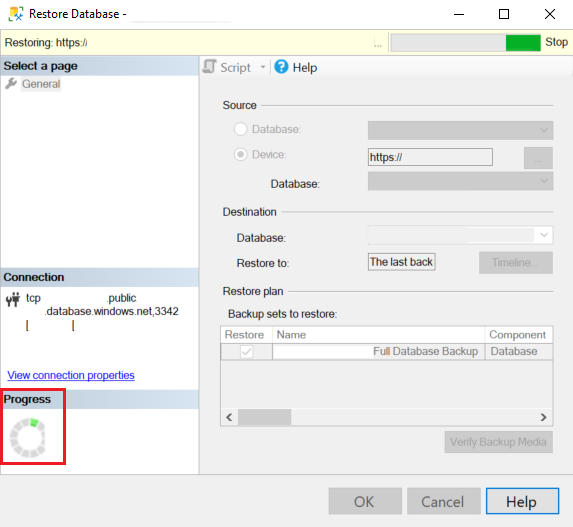 Restore Database -
Restoring: https:/
...
Stop
Select a page
General
Script
Help
Source
Database:
Device:
https://
...
Database:
Destination
Database:
Restore to:
The last back
Timeline...
Restore plan
Backup sets to restore:
Restore Name Component
Full Database Backup Database
Verify Backup Media
Connection
tcp .public
.database.windows.net,3342
[ [
View connection properties
Progress
OK
Cancel
Help